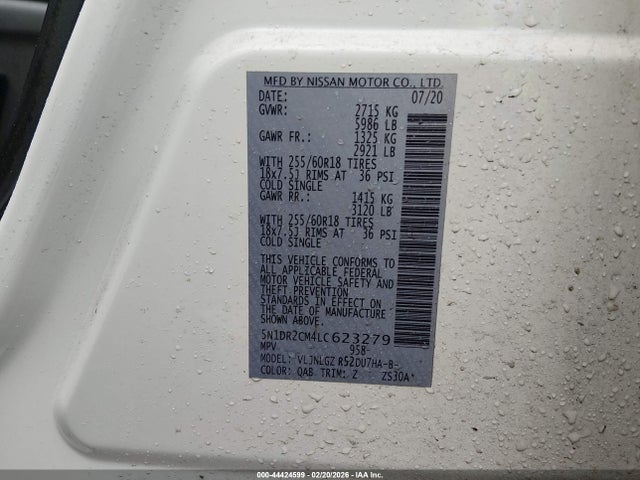 MFD BY NISSAN MOTOR CO., LTD.
DATE: 07/20
GVWR: 2715 KG
5986 LB
GAWR FR.: 1325 KG
2921 LB
WITH 255/60R18 TIRES
18x7.5J RIMS AT 36 PSI
COLD SINGLE
GAWR RR.: 1415 KG
3120 LB
WITH 255/60R18 TIRES
18x7.5J RIMS AT 36 PSI
COLD SINGLE
THIS VEHICLE CONFORMS TO
ALL APPLICABLE FEDERAL
MOTOR VEHICLE SAFETY AND
THEFT PREVENTION
STANDARDS IN EFFECT ON
DATE OF MANUFACTURE
SHOWN ABOVE.
5N1DR2CM4LC623279
MPV 958-
MODEL: VLJNLGZ R52DU7HA-B-
COLOR: QAB TRIM: Z ZS30A*
000-44424599 - 02/20/2026 - IAAI.COM